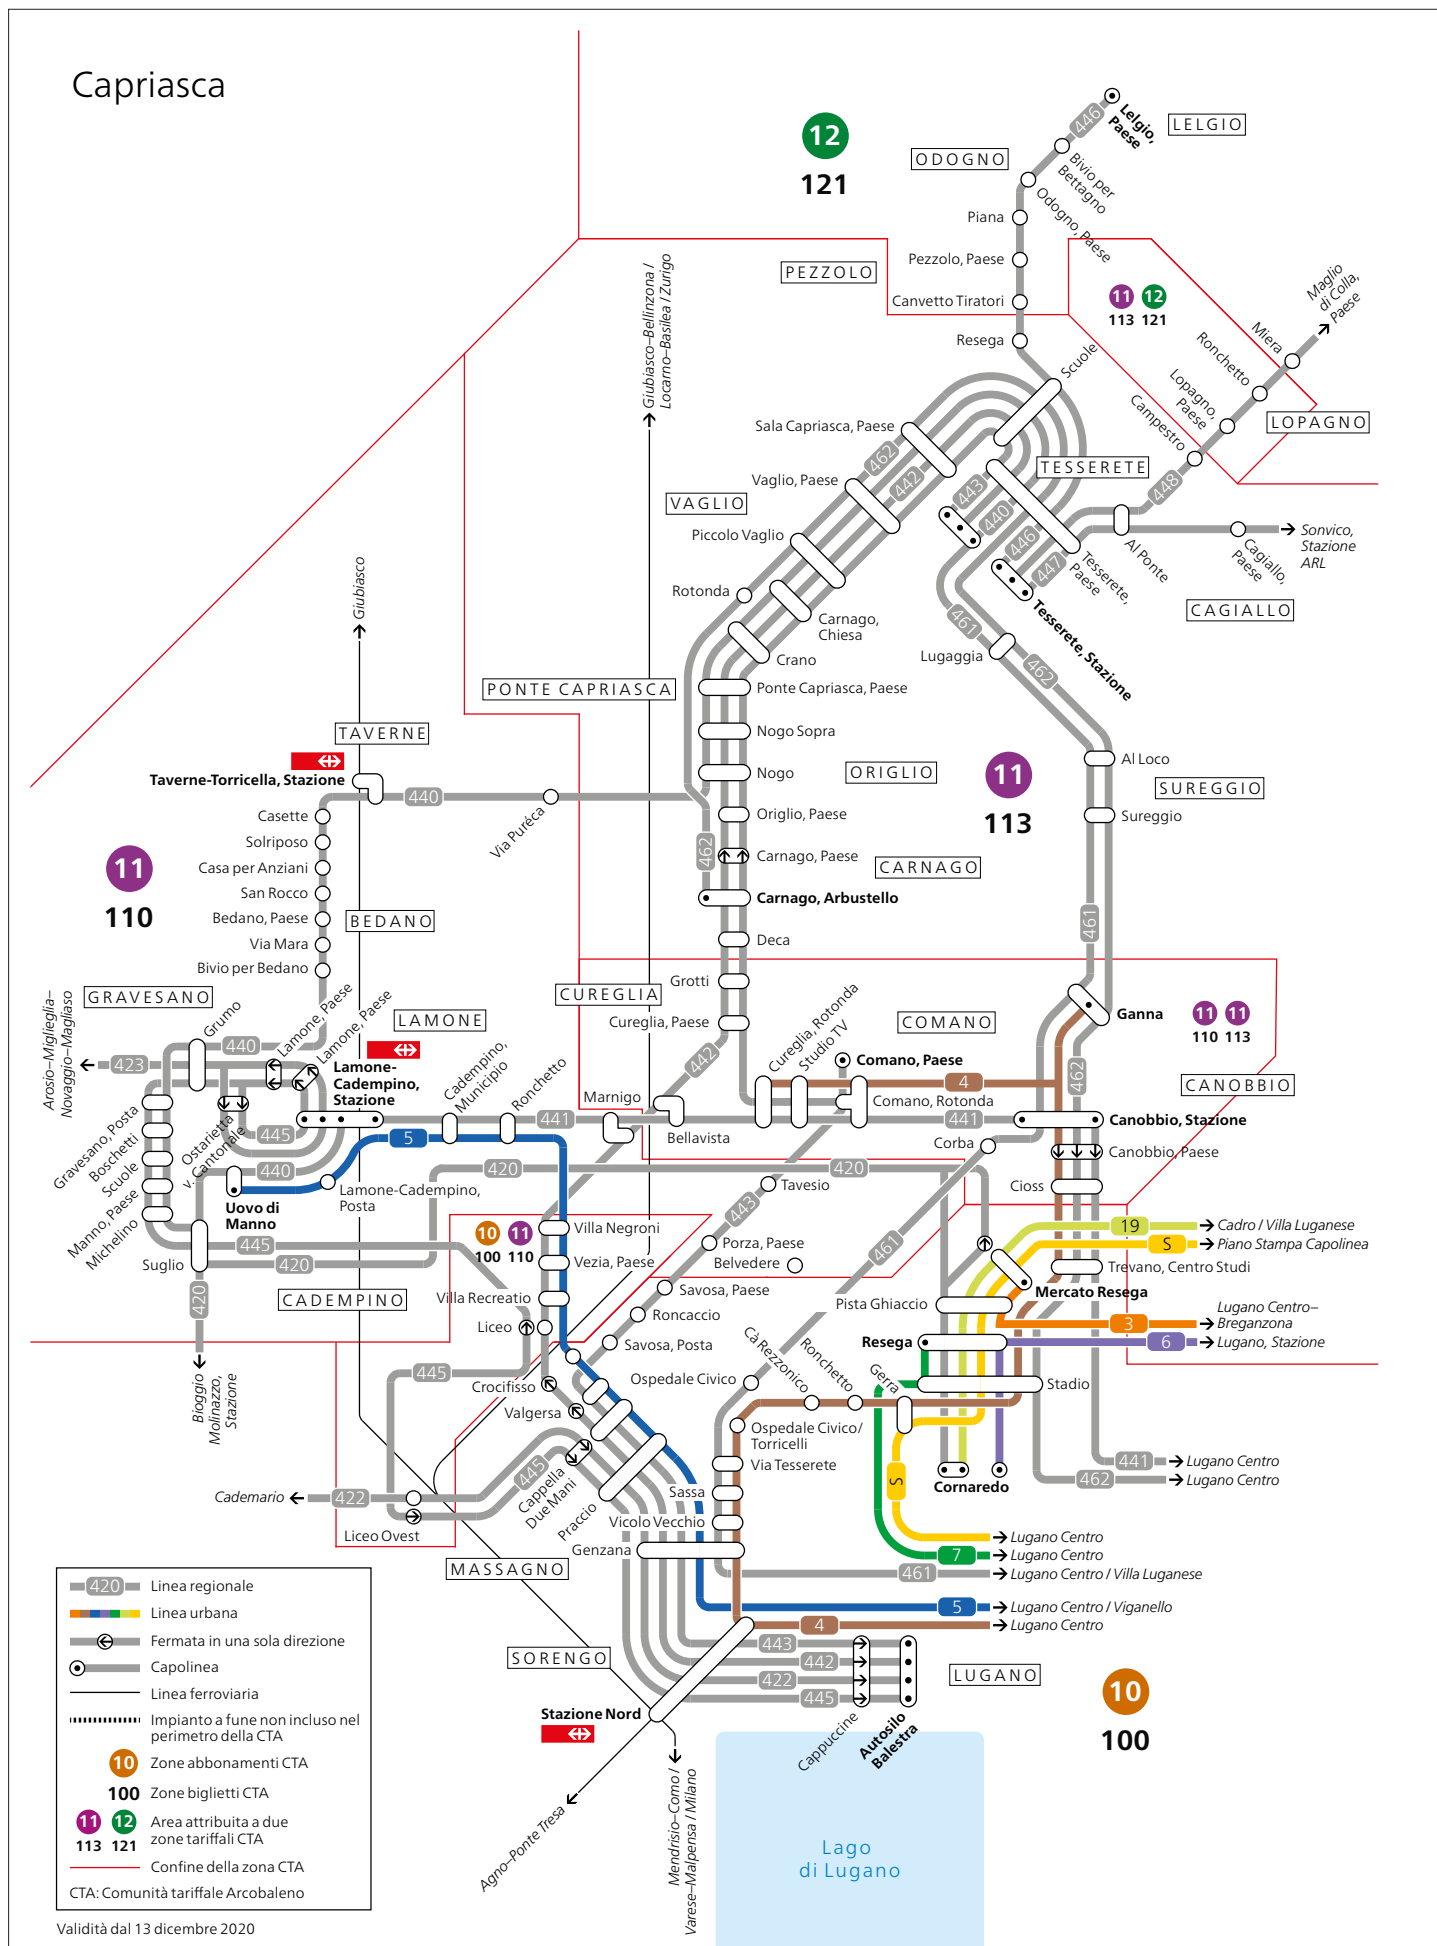 Capriasca
12
121
446
Lelgio,
Paese
LELGIO
ODOGNO
Bivio per
Bettagno
Odogno, Paese
Piana
Pezzolo, Paese
PEZZOLO
Canvetto Tiratori
Resega
Giubiasco–Bellinzona /
Locarno–Basilea / Zurigo
11
12
113
121
Maglio
di Colla,
Paese
Miera
Ronchetto
Lopagno,
Paese
Campestro
LOPAGNO
Scuole
Sala Capriasca, Paese
462
442
TESSERETE
Vaglio, Paese
VAGLIO
443
440
448
Piccolo Vaglio
446
447
Tesserete,
Paese
Al Ponte
Cagiallo,
Paese
Sonvico,
Stazione
ARL
CAGIALLO
Giubiasco
Rotonda
Carnago,
Chiesa
Crano
461
Lugaggia
462
Tesserete, Stazione
PONTE CAPRIASCA
Ponte Capriasca, Paese
Nogo Sopra
Nogo
ORIGLIO
11
113
Al Loco
SUREGGIO
Sureggio
TAVERNE
Taverne-Torricella, Stazione
440
Via Puréca
Casette
Solriposo
Casa per Anziani
San Rocco
Bedano, Paese
Via Mara
Bivio per Bedano
BEDANO
11
110
Origlio, Paese
462
Carnago, Paese
CARNAGO
Carnago, Arbustello
Deca
Grotti
CUREGLIA
Cureglia, Paese
461
Ganna
11
11
110
113
GRAVESANO
Arosio–Miglieglia–
Novaggio–Magliaso
Grumo
440
423
Lamone, Paese
Lamone, Paese
LAMONE
Lamone-
Cadempino,
Stazione
Cadempino,
Municipio
Ronchetto
Marnigo
442
Bellavista
Cureglia, Rotonda
Studio TV
COMANO
Comano, Paese
4
Comano, Rotonda
462
CANOBBIO
441
441
Canobbio, Stazione
Corba
Canobbio, Paese
Cioss
Gravesano, Posta
Boschetti
Scuole
Manno, Paese
Michelino
Ostarietta
v. Cantonale
445
440
5
Uovo di
Manno
Lamone-Cadempino,
Posta
420
420
Tavesio
443
Porza, Paese
Belvedere
461
Suglio
445
420
420
CADEMPINO
10
11
100
110
Villa Negroni
Vezia, Paese
Villa Recreatio
Liceo
Savosa, Paese
Roncaccio
Savosa, Posta
19
Cadro / Villa Luganese
S
Piano Stampa Capolinea
Trevano, Centro Studi
Mercato Resega
Pista Ghiaccio
Lugano Centro–
Breganzona
3
Resega
6
Lugano, Stazione
Bioggio
Molinazzo,
Stazione
445
Crocifisso
Valgersa
Ospedale Civico
Cà Rezzonico
Ronchetto
Gerra
Stadio
Ospedale Civico/
Torricelli
Via Tesserete
S
Cornaredo
441
Lugano Centro
462
Lugano Centro
Cademario
422
445
Cappella
Due Mani
Praccio
Liceo Ovest
Sassa
Vicolo Vecchio
Genzana
Lugano Centro
7
Lugano Centro
461
Lugano Centro / Villa Luganese
MASSAGNO
5
Lugano Centro / Viganello
4
Lugano Centro
SORENGO
443
442
422
445
LUGANO
Stazione Nord
Cappuccine
Autosilo
Balestra
10
100
Agno–Ponte Tresa
Mendrisio–Como /
Varese–Malpensa / Milano
Lago
di Lugano
420
Linea regionale
Linea urbana
Fermata in una sola direzione
Capolinea
Linea ferroviaria
Impianto a fune non incluso nel
perimetro della CTA
10
Zone abbonamenti CTA
100
Zone biglietti CTA
11
12
113
121
Area attribuita a due
zone tariffali CTA
Confine della zona CTA
CTA: Comunità tariffale Arcobaleno
Validità dal 13 dicembre 2020